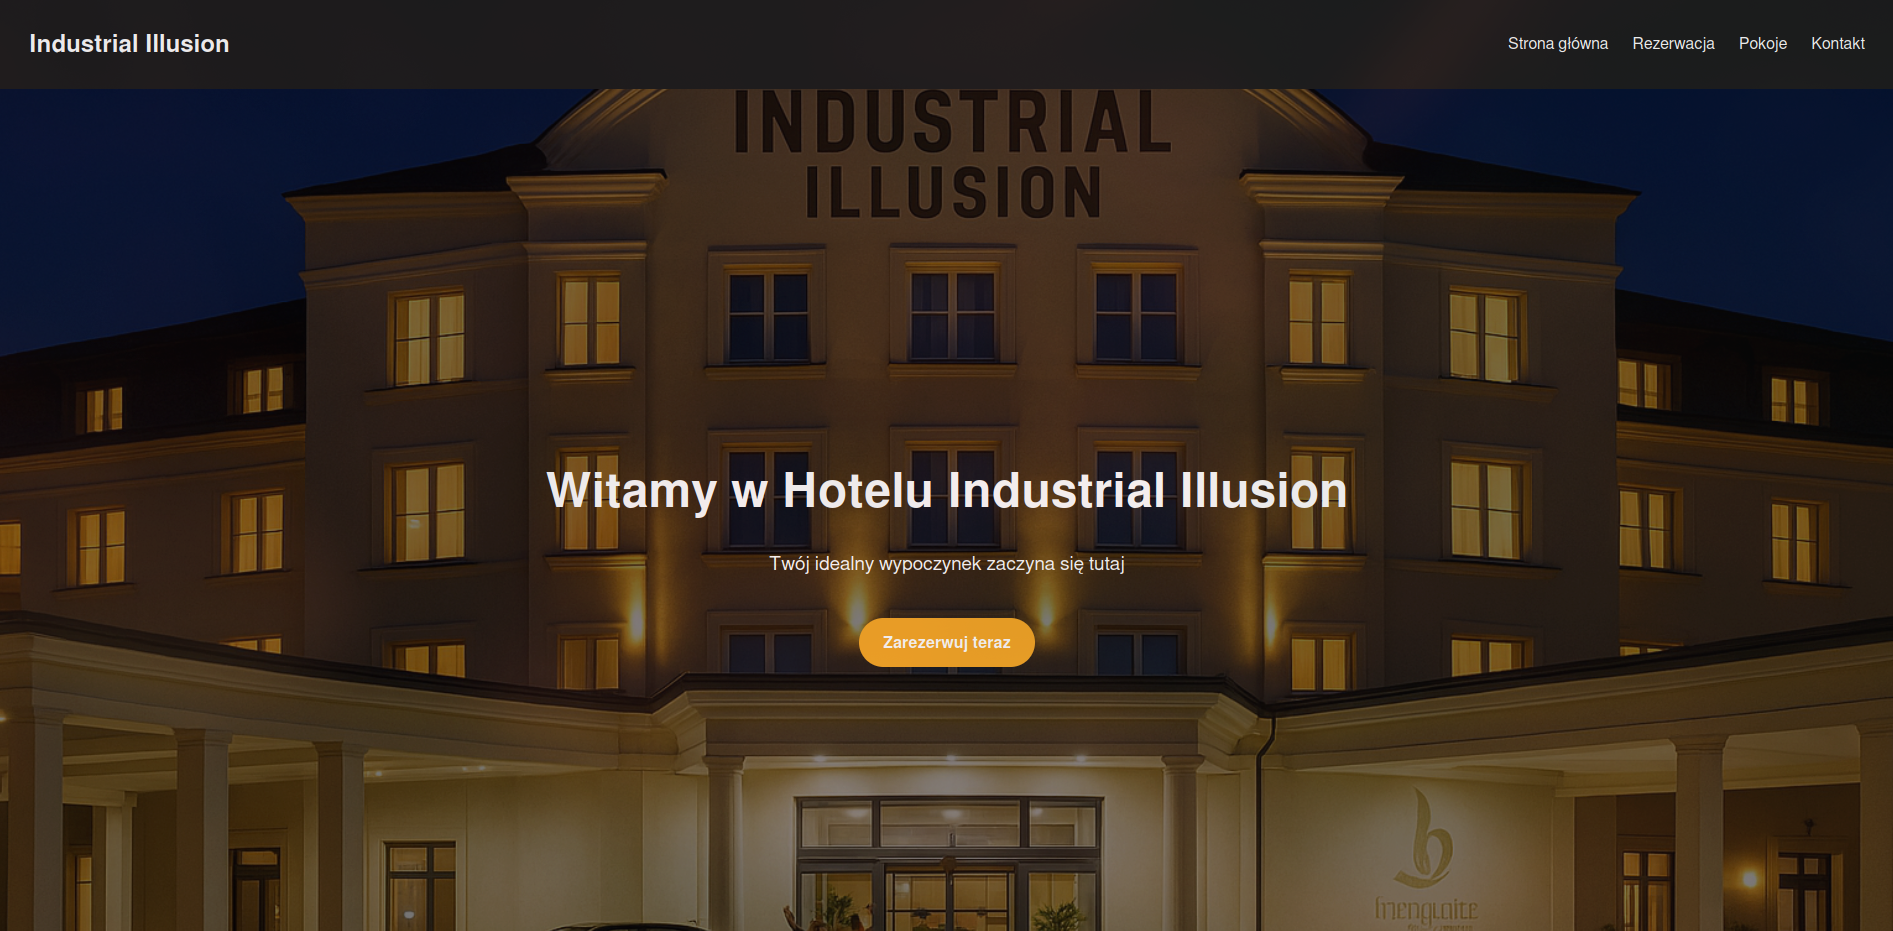 Industrial Illusion
Strona główna Rezerwacja Pokoje Kontakt
INDUSTRIAL
ILLUSION
Witamy w Hotelu Industrial Illusion
Twój idealny wypoczynek zaczyna się tutaj
Zarezerwuj teraz